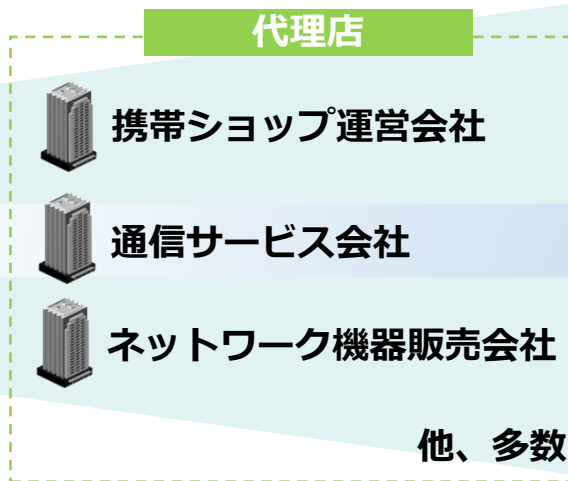 代理店
携帯ショップ運営会社
通信サービス会社
ネットワーク機器販売会社
他、多数